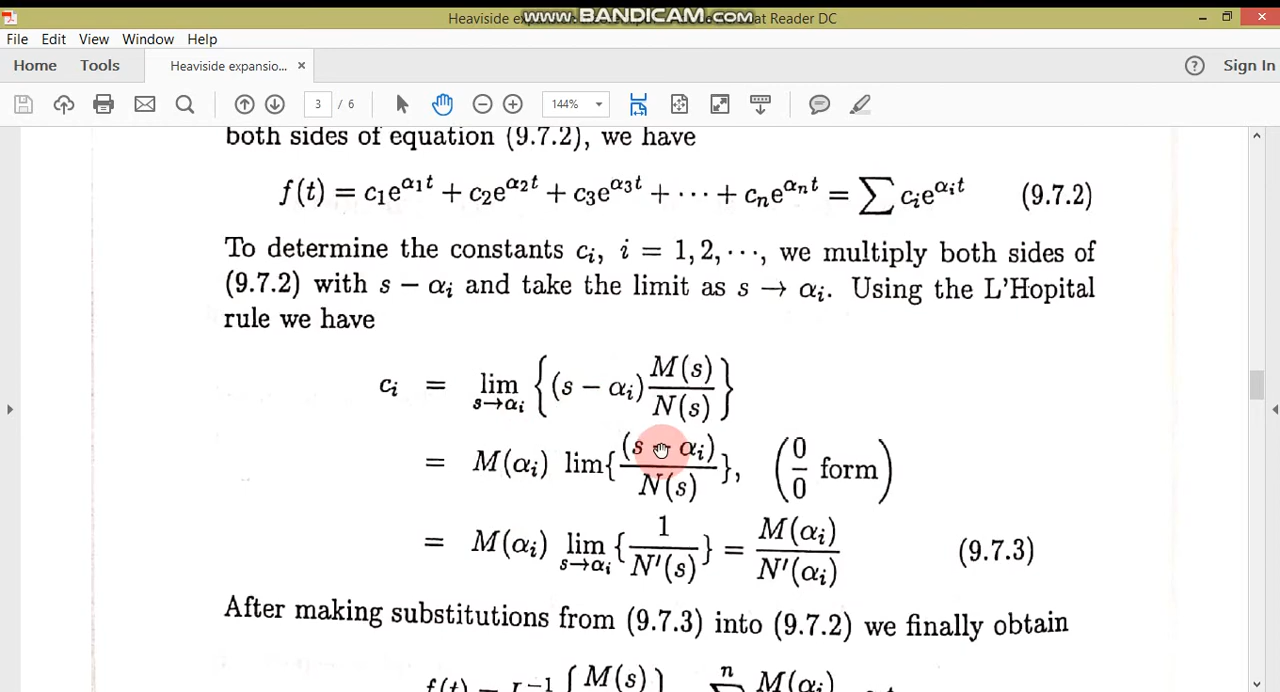 Heaviside ex
www.BANDICAM.com
at Reader DC
File Edit View Window Help
Home Tools Heaviside expansio... × ? Sign In
3 / 6 144%
both sides of equation (9.7.2), we have
f(t) = c₁e^{α₁t} + c₂e^{α₂t} + c₃e^{α₃t} + ··· + cₙe^{αₙt} = ∑ cᵢe^{αᵢt} (9.7.2)
To determine the constants cᵢ, i = 1, 2, ···, we multiply both sides of
(9.7.2) with s − αᵢ and take the limit as s → αᵢ. Using the L'Hopital
rule we have
cᵢ = lim_{s→αᵢ} { (s − αᵢ) M(s)/N(s) }
= M(αᵢ) lim{ (s − αᵢ)/N(s) }, (0/0 form)
= M(αᵢ) lim_{s→αᵢ} { 1/N'(s) } = M(αᵢ)/N'(αᵢ) (9.7.3)
After making substitutions from (9.7.3) into (9.7.2) we finally obtain